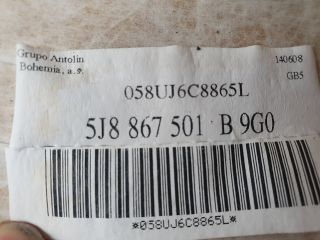 Grupo Antolin
Bohemia, a.s.
140608
GB5
058UJ6C8865L
5J8 867 501 B 9G0
*058UJ6C8865L*